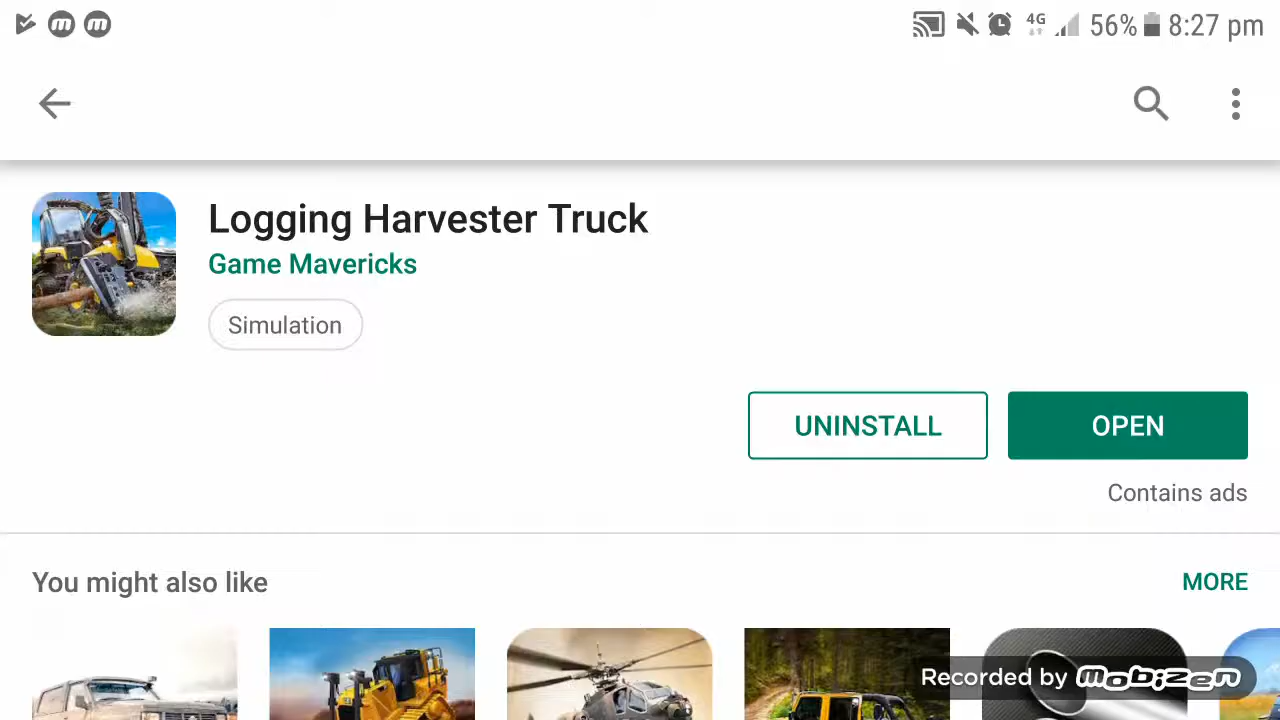 4G 56% 8:27 pm
Logging Harvester Truck
Game Mavericks
Simulation
UNINSTALL OPEN
Contains ads
You might also like MORE
Recorded by mobizen